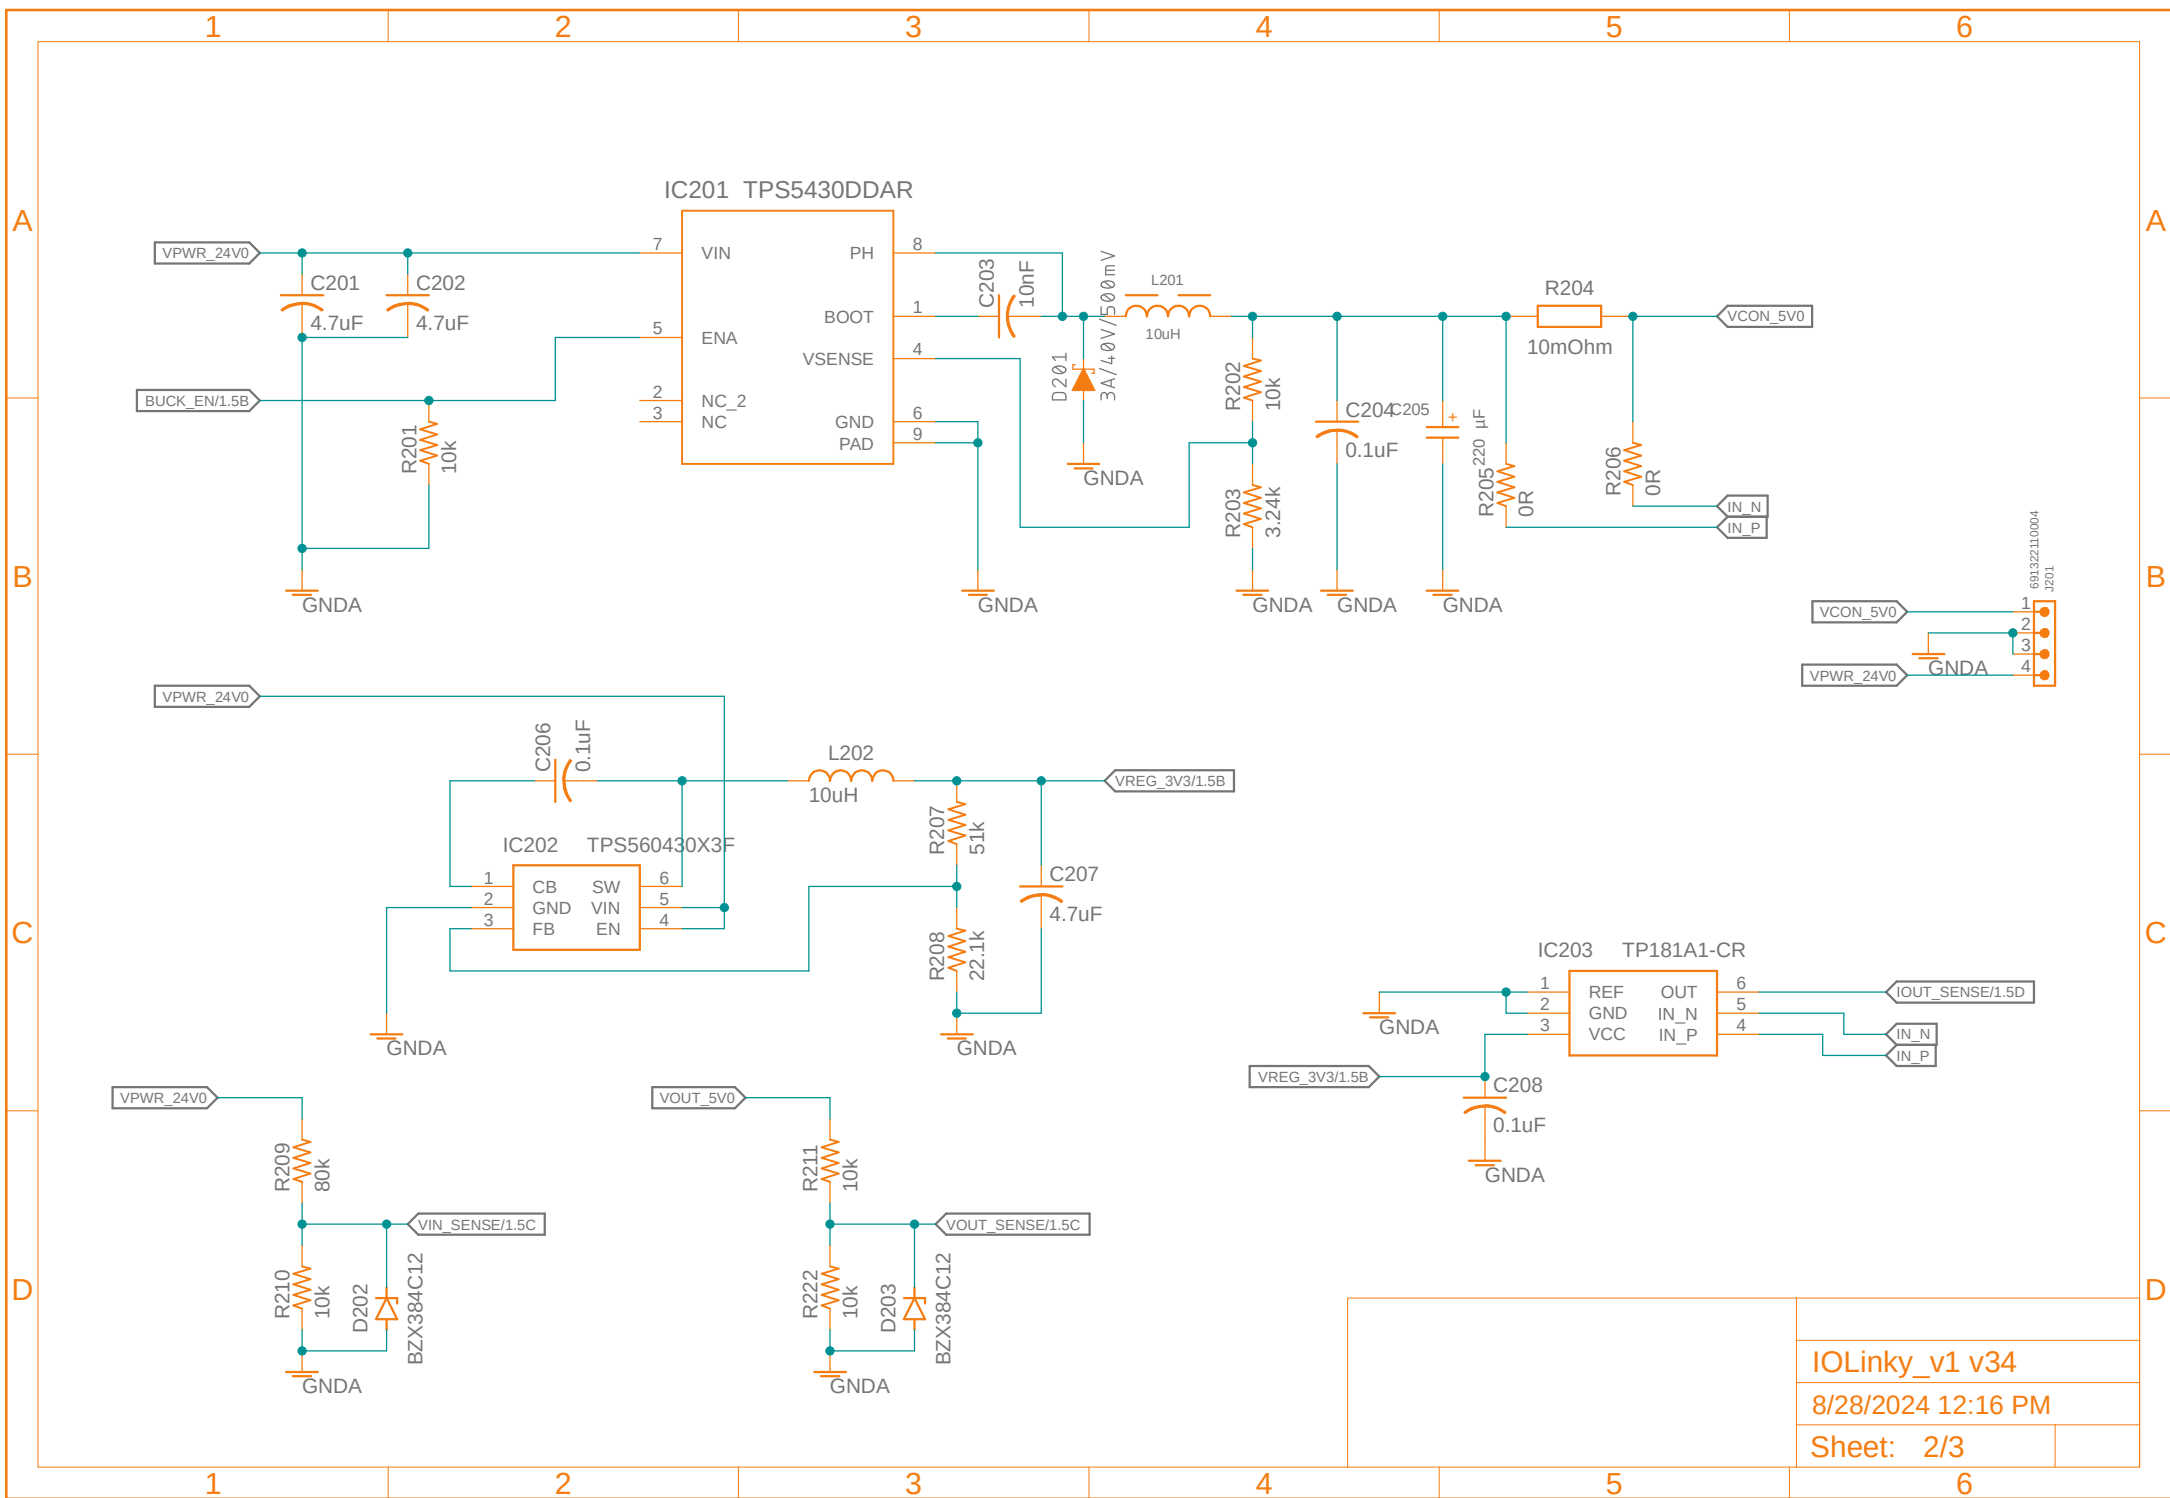 1 2 3 4 5 6
A A
IC201 TPS5430DDAR
VPWR_24V0
7 VIN PH 8
C201
4.7uF
C202
4.7uF
5 ENA BOOT 1
VSENSE 4
2 NC_2
3 NC
GND 6
PAD 9
C203
10nF
D201
3A/40V/500mV
L201
10uH
R204
10mOhm
VCON_5V0
BUCK_EN/1.5B
R201
10k
R202
10k
R203
3.24k
C204
0.1uF
C205
220 µF
R205
0R
R206
0R
IN_N
IN_P
GNDA
GNDA
GNDA
GNDA
GNDA
GNDA
B B
691322110004
J201
VCON_5V0
1
2
3
4
GNDA
VPWR_24V0
VPWR_24V0
C206
0.1uF
L202
10uH
VREG_3V3/1.5B
IC202 TPS560430X3F
1 CB SW 6
2 GND VIN 5
3 FB EN 4
R207
51k
R208
22.1k
C207
4.7uF
GNDA
GNDA
C C
IC203 TP181A1-CR
1 REF OUT 6
2 GND IN_N 5
3 VCC IN_P 4
GNDA
IOUT_SENSE/1.5D
IN_N
IN_P
VREG_3V3/1.5B
C208
0.1uF
GNDA
VPWR_24V0
R209
80k
VIN_SENSE/1.5C
R210
10k
D202
BZX384C12
GNDA
VOUT_5V0
R211
10k
VOUT_SENSE/1.5C
R222
10k
D203
BZX384C12
GNDA
D D
IOLinky_v1 v34
8/28/2024 12:16 PM
Sheet: 2/3
1 2 3 4 5 6